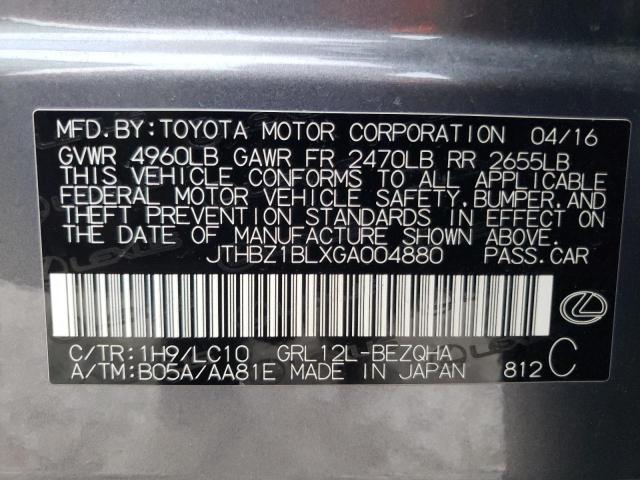 MFD.BY:TOYOTA MOTOR CORPORATION 04/16
GVWR 4960LB GAWR FR 2470LB RR 2655LB
THIS VEHICLE CONFORMS TO ALL APPLICABLE
FEDERAL MOTOR VEHICLE SAFETY,BUMPER,AND
THEFT PREVENTION STANDARDS IN EFFECT ON
THE DATE OF MANUFACTURE SHOWN ABOVE.
JTHBZ1BLXGA004880 PASS.CAR
C/TR:1H9/LC10 GRL12L-BEZQHA
A/TM:B05A/AA81E MADE IN JAPAN 812 C